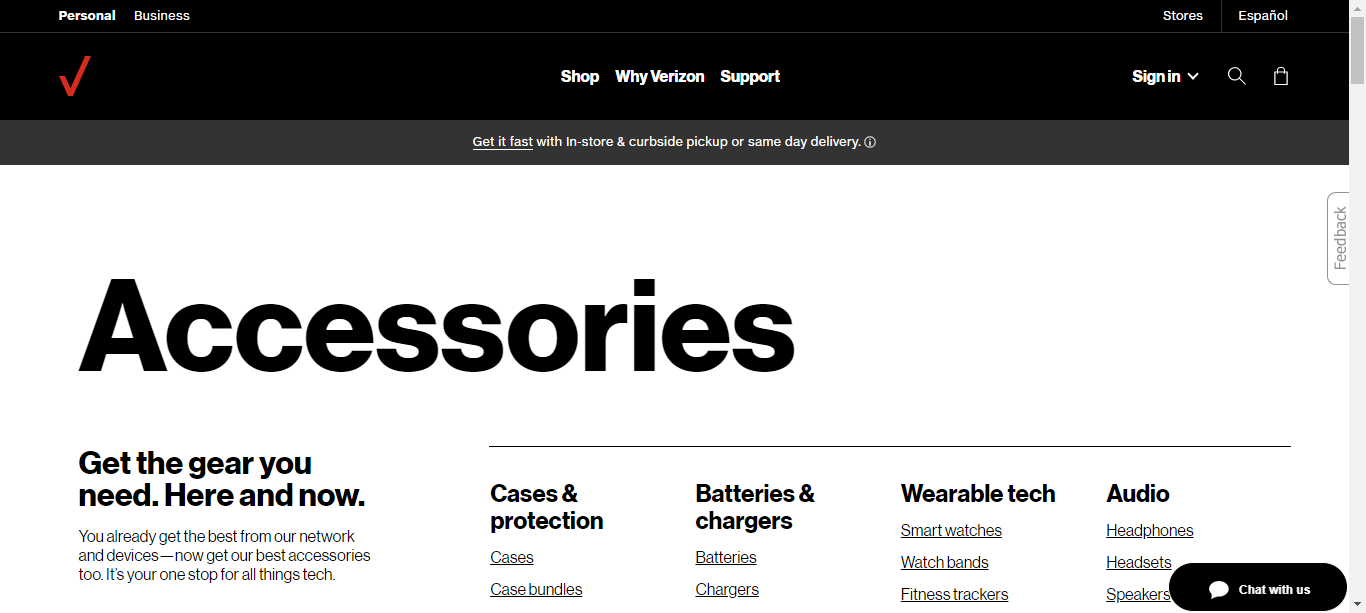 Personal Business Stores Español
Shop Why Verizon Support Sign in
Get it fast with In-store & curbside pickup or same day delivery.
Feedback
Accessories
Get the gear you
need. Here and now.
You already get the best from our network
and devices—now get our best accessories
too. It's your one stop for all things tech.
Cases &
protection
Cases
Case bundles
Batteries &
chargers
Batteries
Chargers
Wearable tech
Smart watches
Watch bands
Fitness trackers
Audio
Headphones
Headsets
Speakers
Chat with us